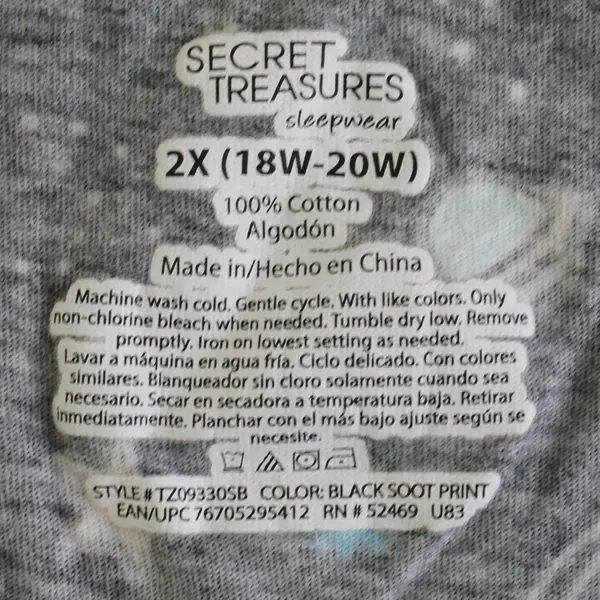 SECRET
TREASURES
sleepwear
2X (18W-20W)
100% Cotton
Algodón
Made in/Hecho en China
Machine wash cold. Gentle cycle. With like colors. Only
non-chlorine bleach when needed. Tumble dry low. Remove
promptly. Iron on lowest setting as needed.
Lavar a máquina en agua fría. Ciclo delicado. Con colores
similares. Blanqueador sin cloro solamente cuando sea
necesario. Secar en secadora a temperatura baja. Retirar
inmediatamente. Planchar con el más bajo ajuste según se
necesite.
STYLE # TZ09330SB COLOR: BLACK SOOT PRINT
EAN/UPC 76705295412 RN # 52469 U83